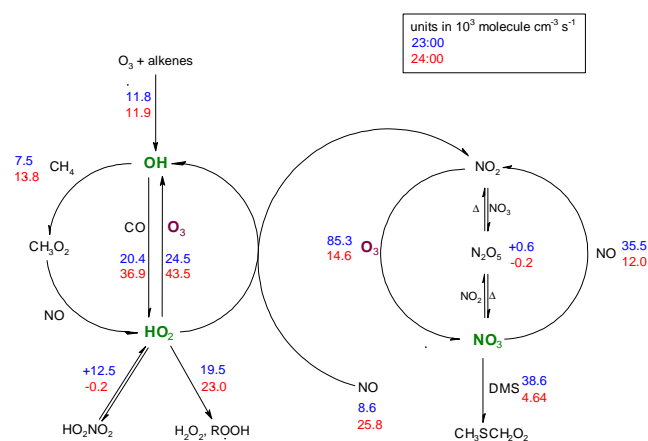 units in 10³ molecule cm⁻³ s⁻¹
23:00
24:00
O₃ + alkenes
11.8
11.9
7.5
13.8
CH₄
OH
NO₂
CO
O₃
CH₃O₂
20.4
36.9
24.5
43.5
85.3
14.6
O₃
Δ
NO₃
N₂O₅
+0.6
-0.2
NO
35.5
12.0
NO₂
Δ
NO
HO₂
NO₃
+12.5
-0.2
19.5
23.0
NO
8.6
25.8
DMS
38.6
4.64
HO₂NO₂
H₂O₂, ROOH
CH₃SCH₂O₂